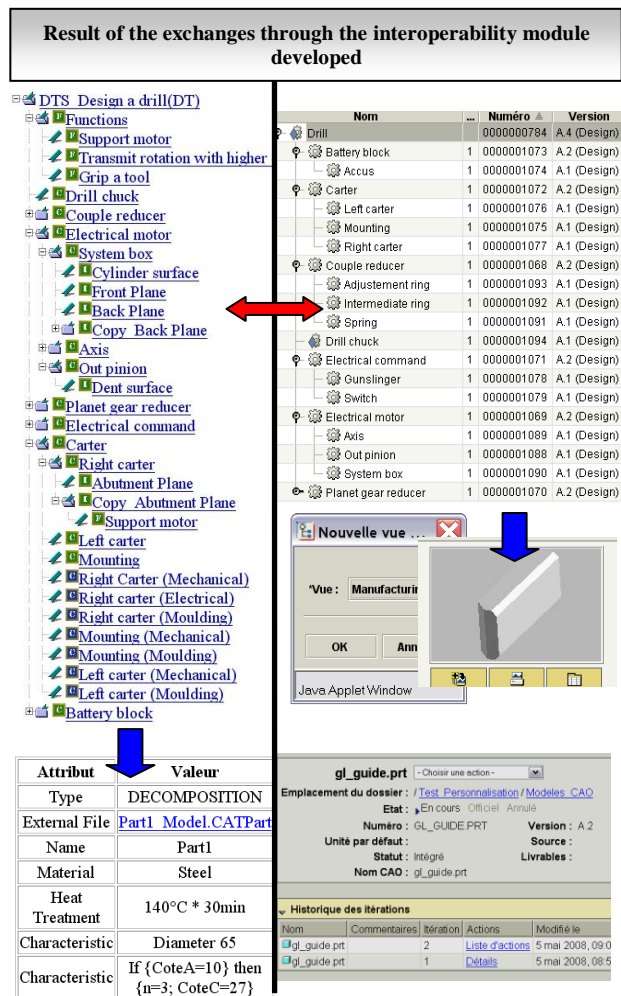 Result of the exchanges through the interoperability module
developed
DTS Design a drill(DT)
Functions
Support motor
Transmit rotation with higher
Grip a tool
Drill chuck
Couple reducer
Electrical motor
System box
Cylinder surface
Front Plane
Back Plane
Copy Back Plane
Axis
Out pinion
Dent surface
Planet gear reducer
Electrical command
Carter
Right carter
Abutment Plane
Copy Abutment Plane
Support motor
Left carter
Mounting
Right Carter (Mechanical)
Right carter (Electrical)
Right carter (Moulding)
Mounting (Mechanical)
Mounting (Moulding)
Left carter (Mechanical)
Left carter (Moulding)
Battery block
Nom ... Numéro Version
Drill 0000000784 A.4 (Design)
Battery block 1 0000001073 A.2 (Design)
Accus 1 0000001074 A.1 (Design)
Carter 1 0000001072 A.2 (Design)
Left carter 1 0000001076 A.1 (Design)
Mounting 1 0000001075 A.1 (Design)
Right carter 1 0000001077 A.1 (Design)
Couple reducer 1 0000001068 A.2 (Design)
Adjustement ring 1 0000001093 A.1 (Design)
Intermediate ring 1 0000001092 A.1 (Design)
Spring 1 0000001091 A.1 (Design)
Drill chuck 1 0000001094 A.1 (Design)
Electrical command 1 0000001071 A.2 (Design)
Gunslinger 1 0000001078 A.1 (Design)
Switch 1 0000001079 A.1 (Design)
Electrical motor 1 0000001069 A.2 (Design)
Axis 1 0000001089 A.1 (Design)
Out pinion 1 0000001088 A.1 (Design)
System box 1 0000001090 A.1 (Design)
Planet gear reducer 1 0000001070 A.2 (Design)
Nouvelle vue ...
*Vue : Manufacturin
OK Ann
Java Applet Window
Attribut Valeur
Type DECOMPOSITION
External File Part1_Model.CATPart
Name Part1
Material Steel
Heat
Treatment 140°C * 30min
Characteristic Diameter 65
Characteristic If {CoteA=10} then
{n=3; CoteC=27}
gl_guide.prt - Choisir une action -
Emplacement du dossier : / Test_Personnalisation / Modeles_CAO
Etat : En cours Officiel Annulé
Numéro : GL_GUIDE.PRT Version : A.2
Unité par défaut : Source :
Statut : Intégré Livrables :
Nom CAO : gl_guide.prt
Historique des itérations
Nom Commentaires Itération Actions Modifié le
gl_guide.prt 2 Liste d'actions 5 mai 2008, 09:0
gl_guide.prt 1 Détails 5 mai 2008, 08:5